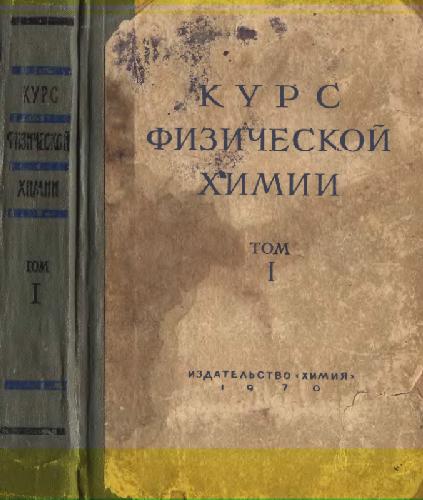 КУРС
ФИЗИЧЕСКОЙ
ХИМИИ
ТОМ
I
КУРС
ФИЗИЧЕСКОЙ
ХИМИИ
ТОМ
I
ИЗДАТЕЛЬСТВО «ХИМИЯ»
1970